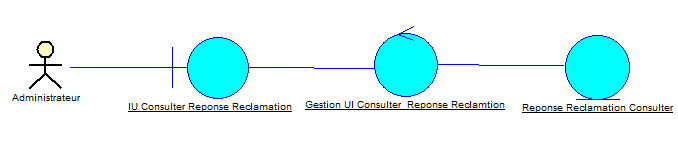 Administrateur
IU Consulter Reponse Reclamation
Gestion UI Consulter Reponse Reclamtion
Reponse Reclamation Consulter